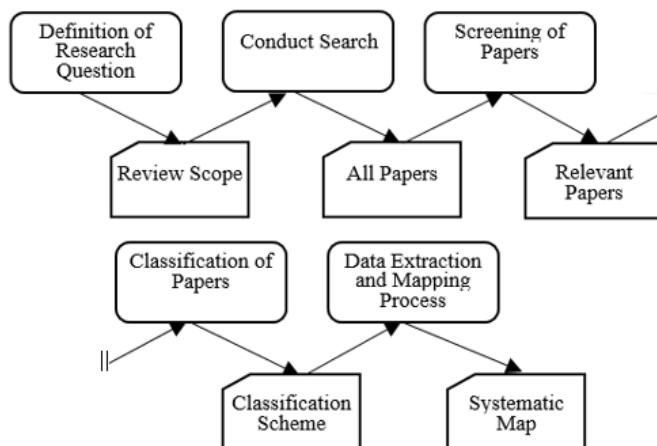 Definition of
Research
Question
Conduct Search
Screening of
Papers
Review Scope
All Papers
Relevant
Papers
Classification of
Papers
Data Extraction
and Mapping
Process
Classification
Scheme
Systematic
Map